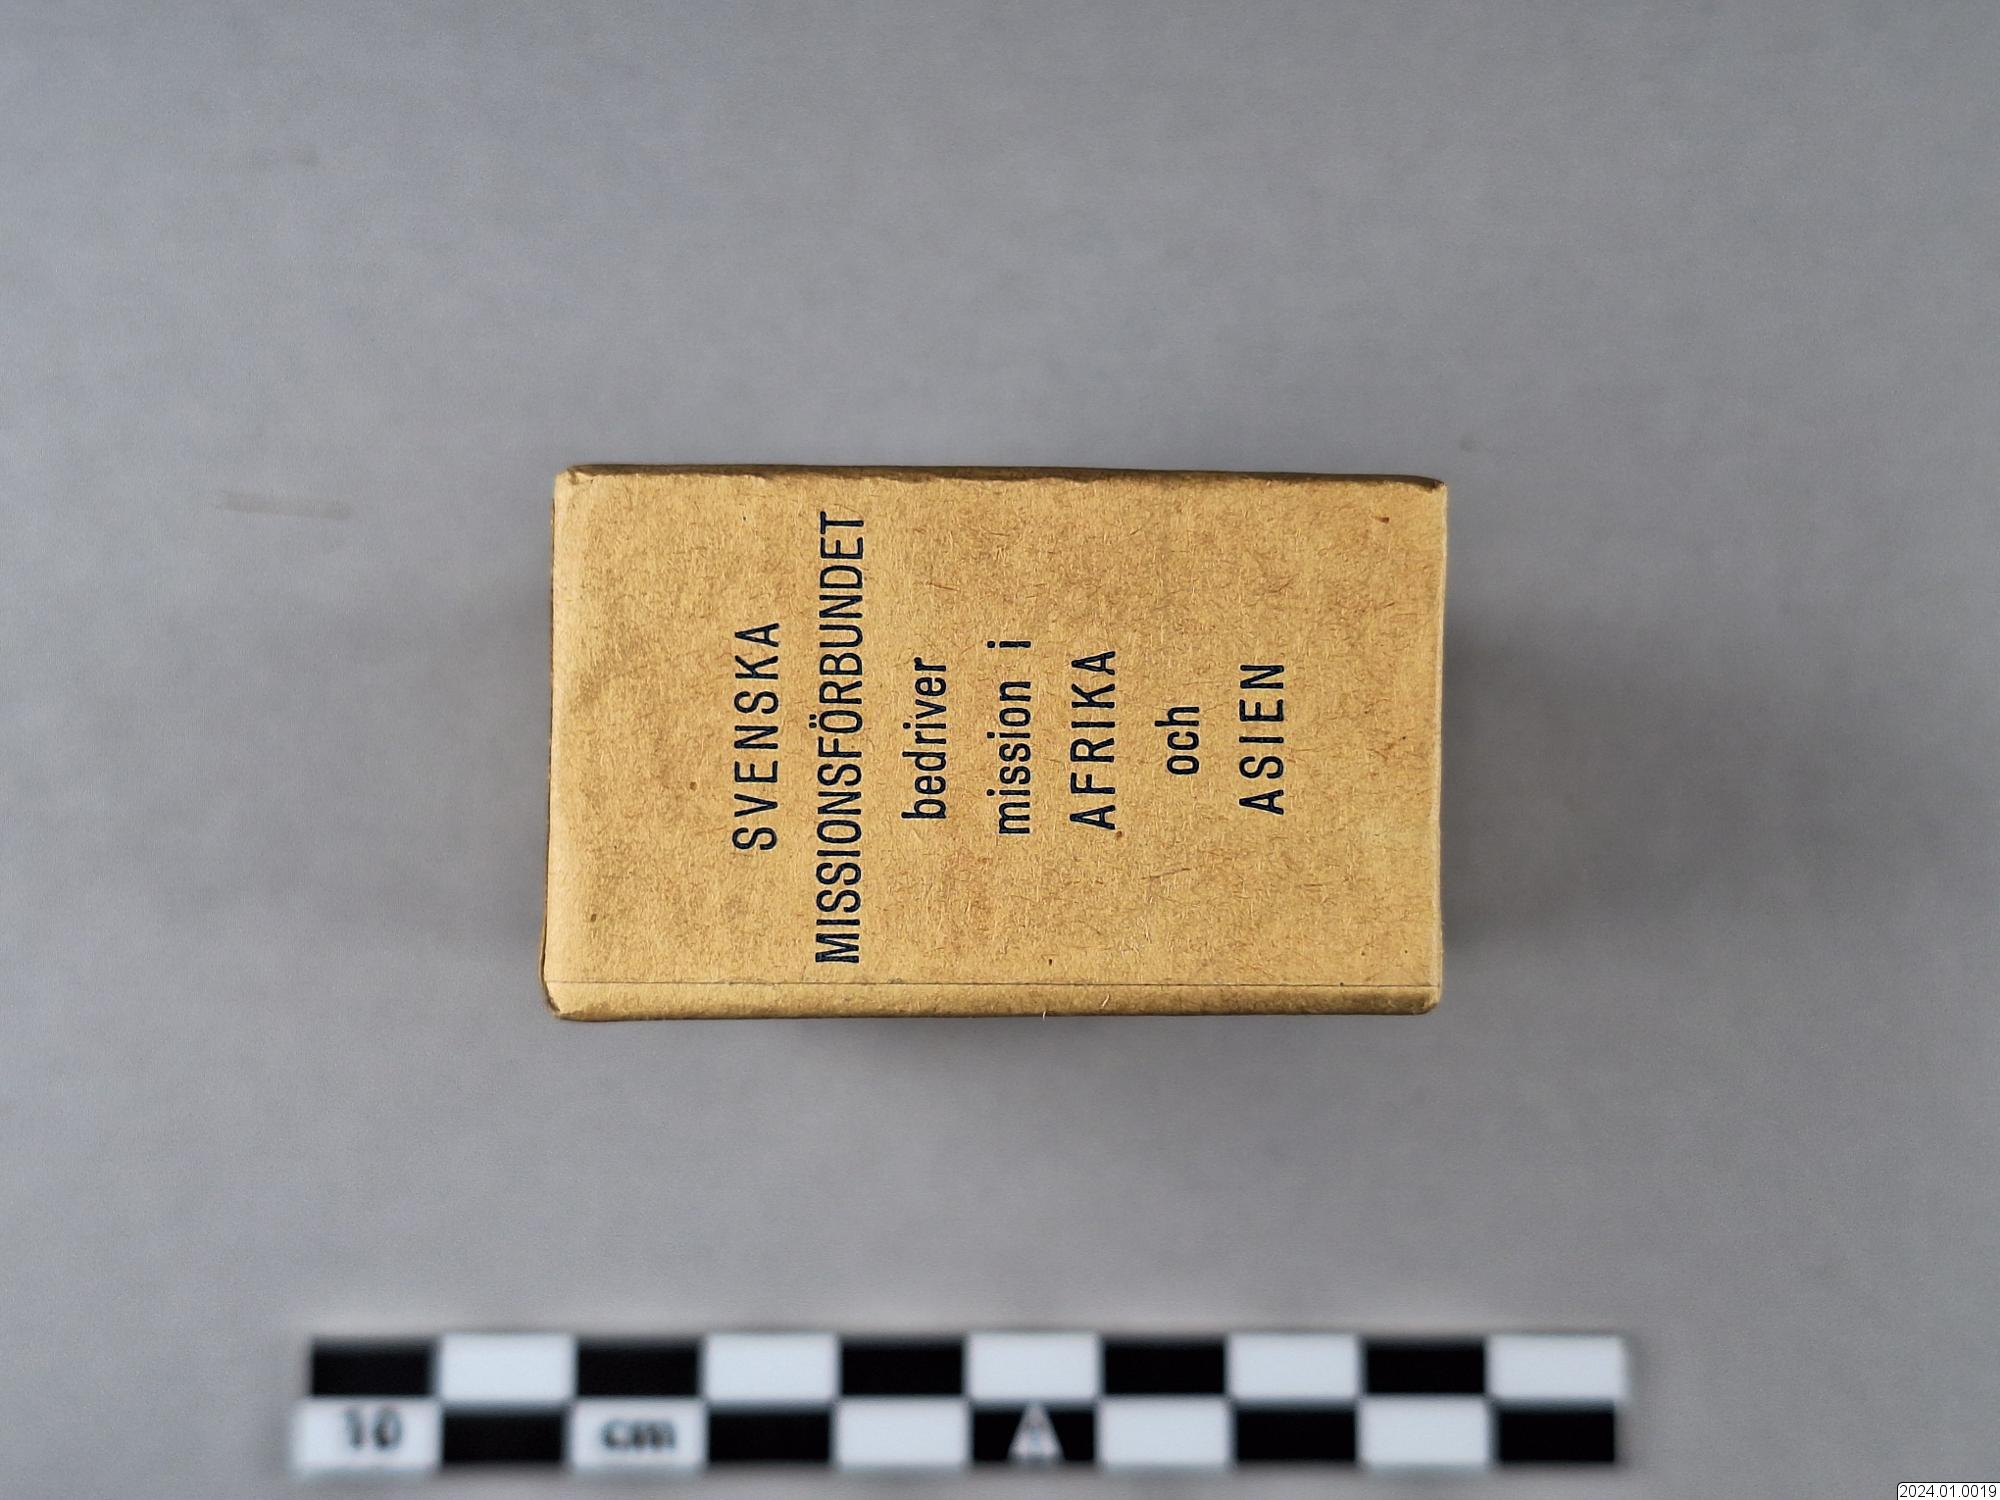 SVENSKA
MISSIONSFÖRBUNDET
bedriver
mission i
AFRIKA
och
ASIEN
10 cm
2024.01.0019